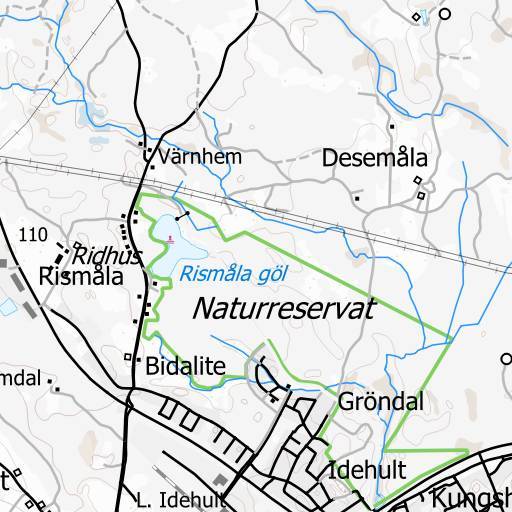 Värnhem
Desemåla
110
Ridhus
Rismåla
Rismåla göl
Naturreservat
Bidalite
Gröndal
Idehult
L. Idehult